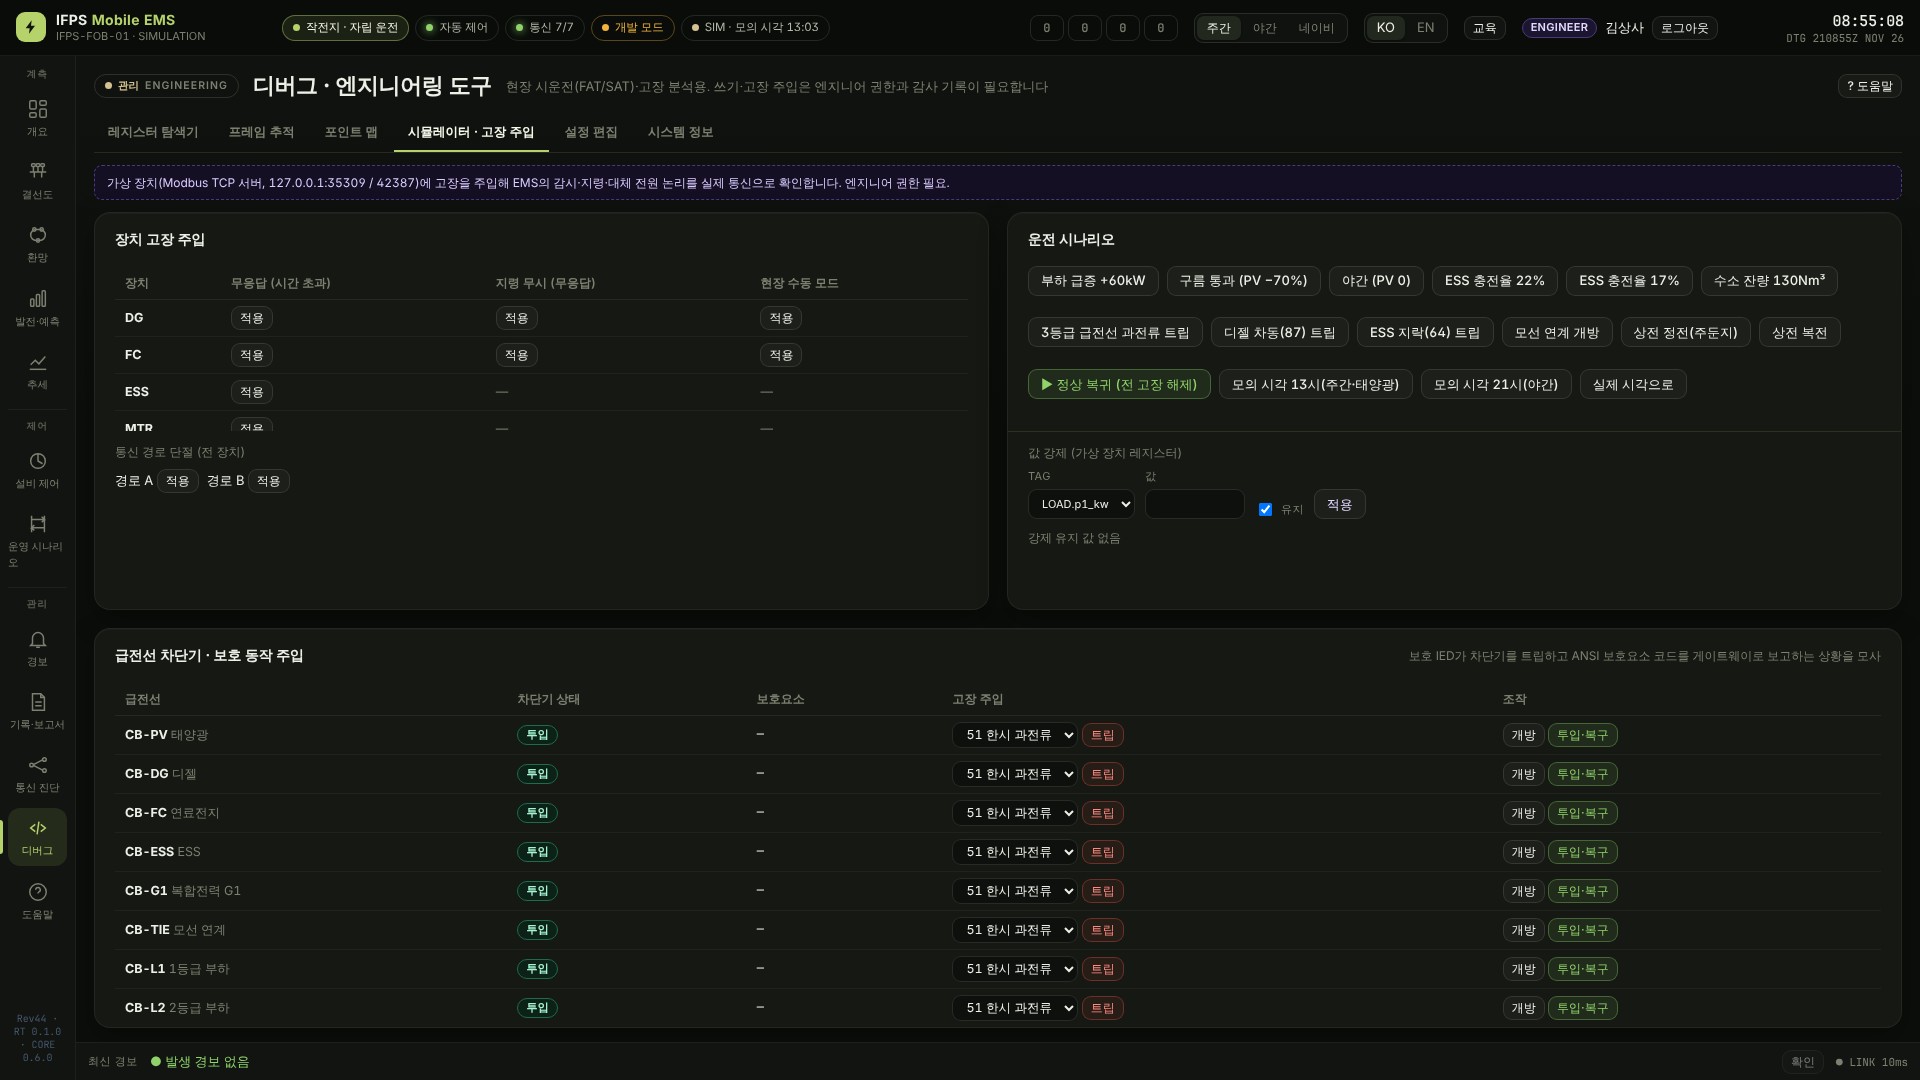 IFPS Mobile EMS
IFPS-FOB-01 · SIMULATION
작전지 · 자립 운전
자동 제어
통신 7/7
개발 모드
SIM · 모의 시각 13:03
0 0 0 0
주간 야간 네이비
KO EN
교육
ENGINEER 김상사 로그아웃
08:55:08
DTG 210855Z NOV 26
계측
개요
결선도
환망
발전·예측
추세
제어
설비 제어
운영 시나리
오
관리
경보
기록·보고서
통신 진단
디버그
도움말
Rev44 ·
RT 0.1.0
· CORE
0.6.0
관리 ENGINEERING
디버그 · 엔지니어링 도구
현장 시운전(FAT/SAT)·고장 분석용. 쓰기·고장 주입은 엔지니어 권한과 감사 기록이 필요합니다
? 도움말
레지스터 탐색기 프레임 추적 포인트 맵 시뮬레이터 · 고장 주입 설정 편집 시스템 정보
가상 장치(Modbus TCP 서버, 127.0.0.1:35309 / 42387)에 고장을 주입해 EMS의 감시·지령·대체 전원 논리를 실제 통신으로 확인합니다. 엔지니어 권한 필요.
장치 고장 주입
장치 무응답 (시간 초과) 지령 무시 (무응답) 현장 수동 모드
DG 적용 적용 적용
FC 적용 적용 적용
ESS 적용 — —
MTR 적용 — —
통신 경로 단절 (전 장치)
경로 A 적용 경로 B 적용
운전 시나리오
부하 급증 +60kW 구름 통과 (PV −70%) 야간 (PV 0) ESS 충전율 22% ESS 충전율 17% 수소 잔량 130Nm³
3등급 급전선 과전류 트립 디젤 차동(87) 트립 ESS 지락(64) 트립 모선 연계 개방 상전 정전(주둔지) 상전 복전
▶ 정상 복귀 (전 고장 해제) 모의 시각 13시(주간·태양광) 모의 시각 21시(야간) 실제 시각으로
값 강제 (가상 장치 레지스터)
TAG 값
LOAD.p1_kw 유지 적용
강제 유지 값 없음
급전선 차단기 · 보호 동작 주입
보호 IED가 차단기를 트립하고 ANSI 보호요소 코드를 게이트웨이로 보고하는 상황을 모사
급전선 차단기 상태 보호요소 고장 주입 조작
CB-PV 태양광 투입 – 51 한시 과전류 트립 개방 투입·복구
CB-DG 디젤 투입 – 51 한시 과전류 트립 개방 투입·복구
CB-FC 연료전지 투입 – 51 한시 과전류 트립 개방 투입·복구
CB-ESS ESS 투입 – 51 한시 과전류 트립 개방 투입·복구
CB-G1 복합전력 G1 투입 – 51 한시 과전류 트립 개방 투입·복구
CB-TIE 모선 연계 투입 – 51 한시 과전류 트립 개방 투입·복구
CB-L1 1등급 부하 투입 – 51 한시 과전류 트립 개방 투입·복구
CB-L2 2등급 부하 투입 – 51 한시 과전류 트립 개방 투입·복구
최신 경보 발생 경보 없음
확인 LINK 10ms